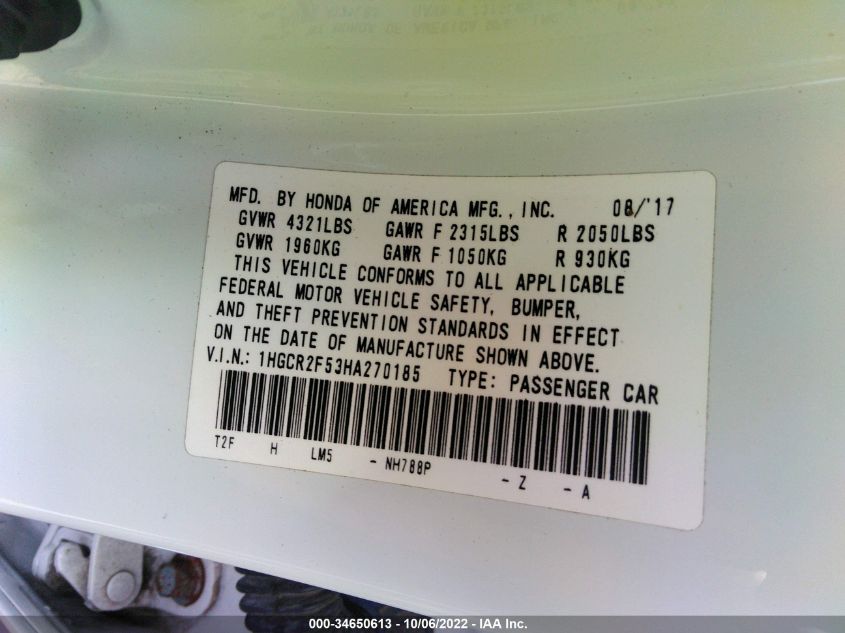 MFD. BY HONDA OF AMERICA MFG., INC. 08/'17
GVWR 4321LBS GAWR F 2315LBS R 2050LBS
GVWR 1960KG GAWR F 1050KG R 930KG
THIS VEHICLE CONFORMS TO ALL APPLICABLE
FEDERAL MOTOR VEHICLE SAFETY, BUMPER,
AND THEFT PREVENTION STANDARDS IN EFFECT
ON THE DATE OF MANUFACTURE SHOWN ABOVE.
V.I.N.: 1HGCR2F53HA270185 TYPE: PASSENGER CAR
T2F H LM5 - NH788P - Z - A
000-34650613 - 10/06/2022 - IAA Inc.